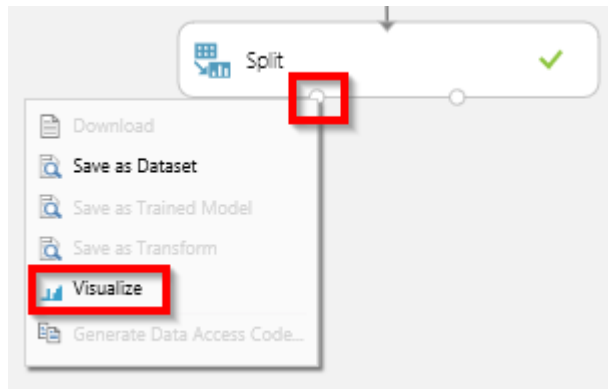 Split
Download
Save as Dataset
Save as Trained Model
Save as Transform
Visualize
Generate Data Access Code...